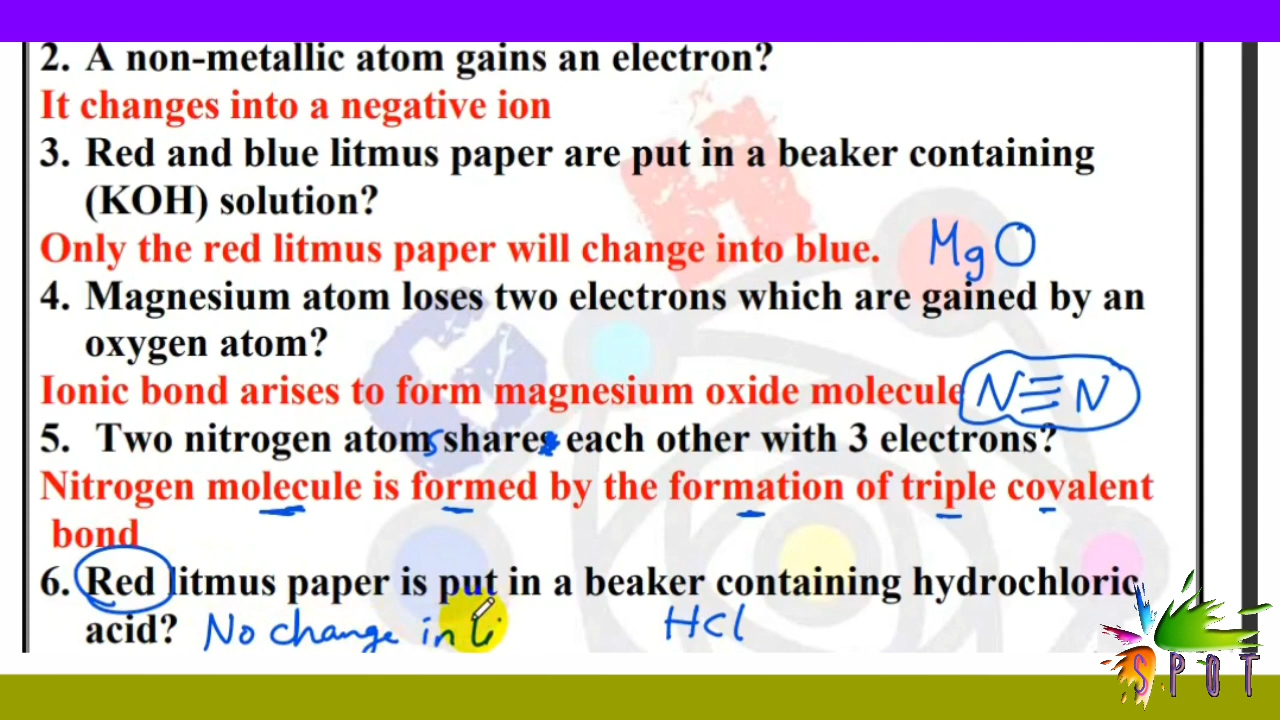 2. A non-metallic atom gains an electron?
It changes into a negative ion
3. Red and blue litmus paper are put in a beaker containing
(KOH) solution?
Only the red litmus paper will change into blue. MgO
4. Magnesium atom loses two electrons which are gained by an
oxygen atom?
Ionic bond arises to form magnesium oxide molecule N≡N
5. Two nitrogen atoms share each other with 3 electrons?
Nitrogen molecule is formed by the formation of triple covalent
bond
6. Red litmus paper is put in a beaker containing hydrochloric
acid? No change in HCl
SPOT